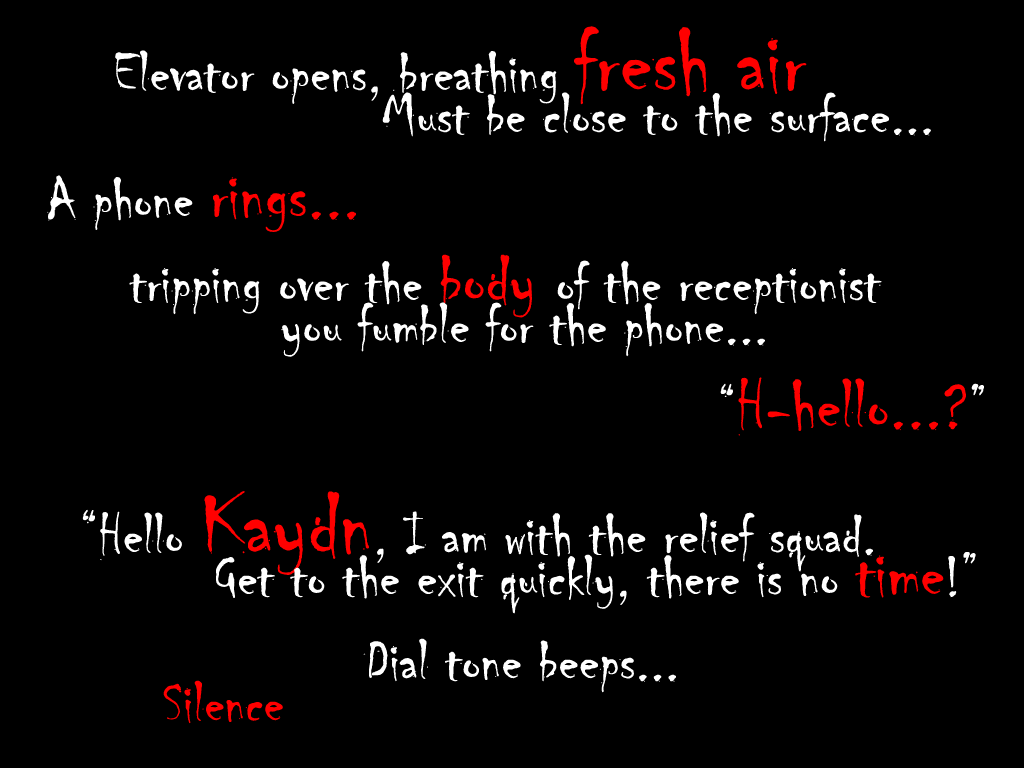 Elevator opens, breathing fresh air
Must be close to the surface...
A phone rings...
tripping over the body of the receptionist
you fumble for the phone...
“H-hello...?”
“Hello Kaydn, I am with the relief squad.
Get to the exit quickly, there is no time!”
Dial tone beeps...
Silence